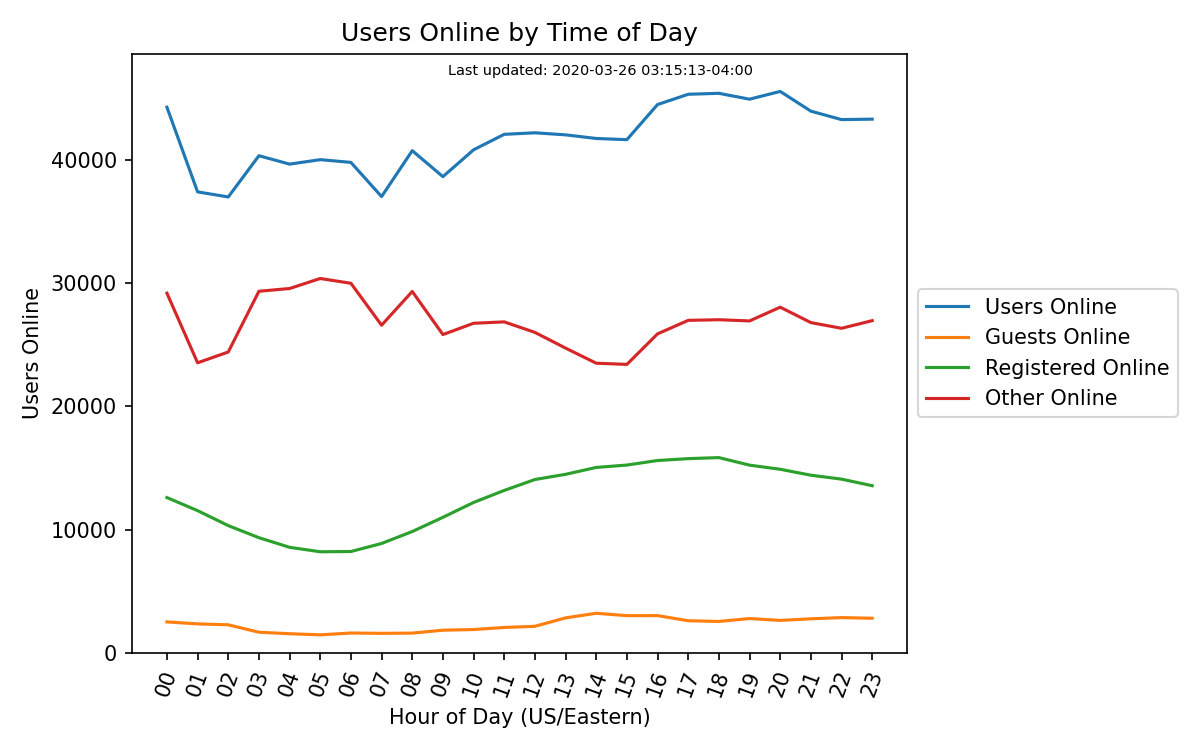 Users Online by Time of Day
Last updated: 2020-03-26 03:15:13-04:00
Users Online
40000
30000
20000
10000
0
00 01 02 03 04 05 06 07 08 09 10 11 12 13 14 15 16 17 18 19 20 21 22 23
Hour of Day (US/Eastern)
Users Online
Guests Online
Registered Online
Other Online